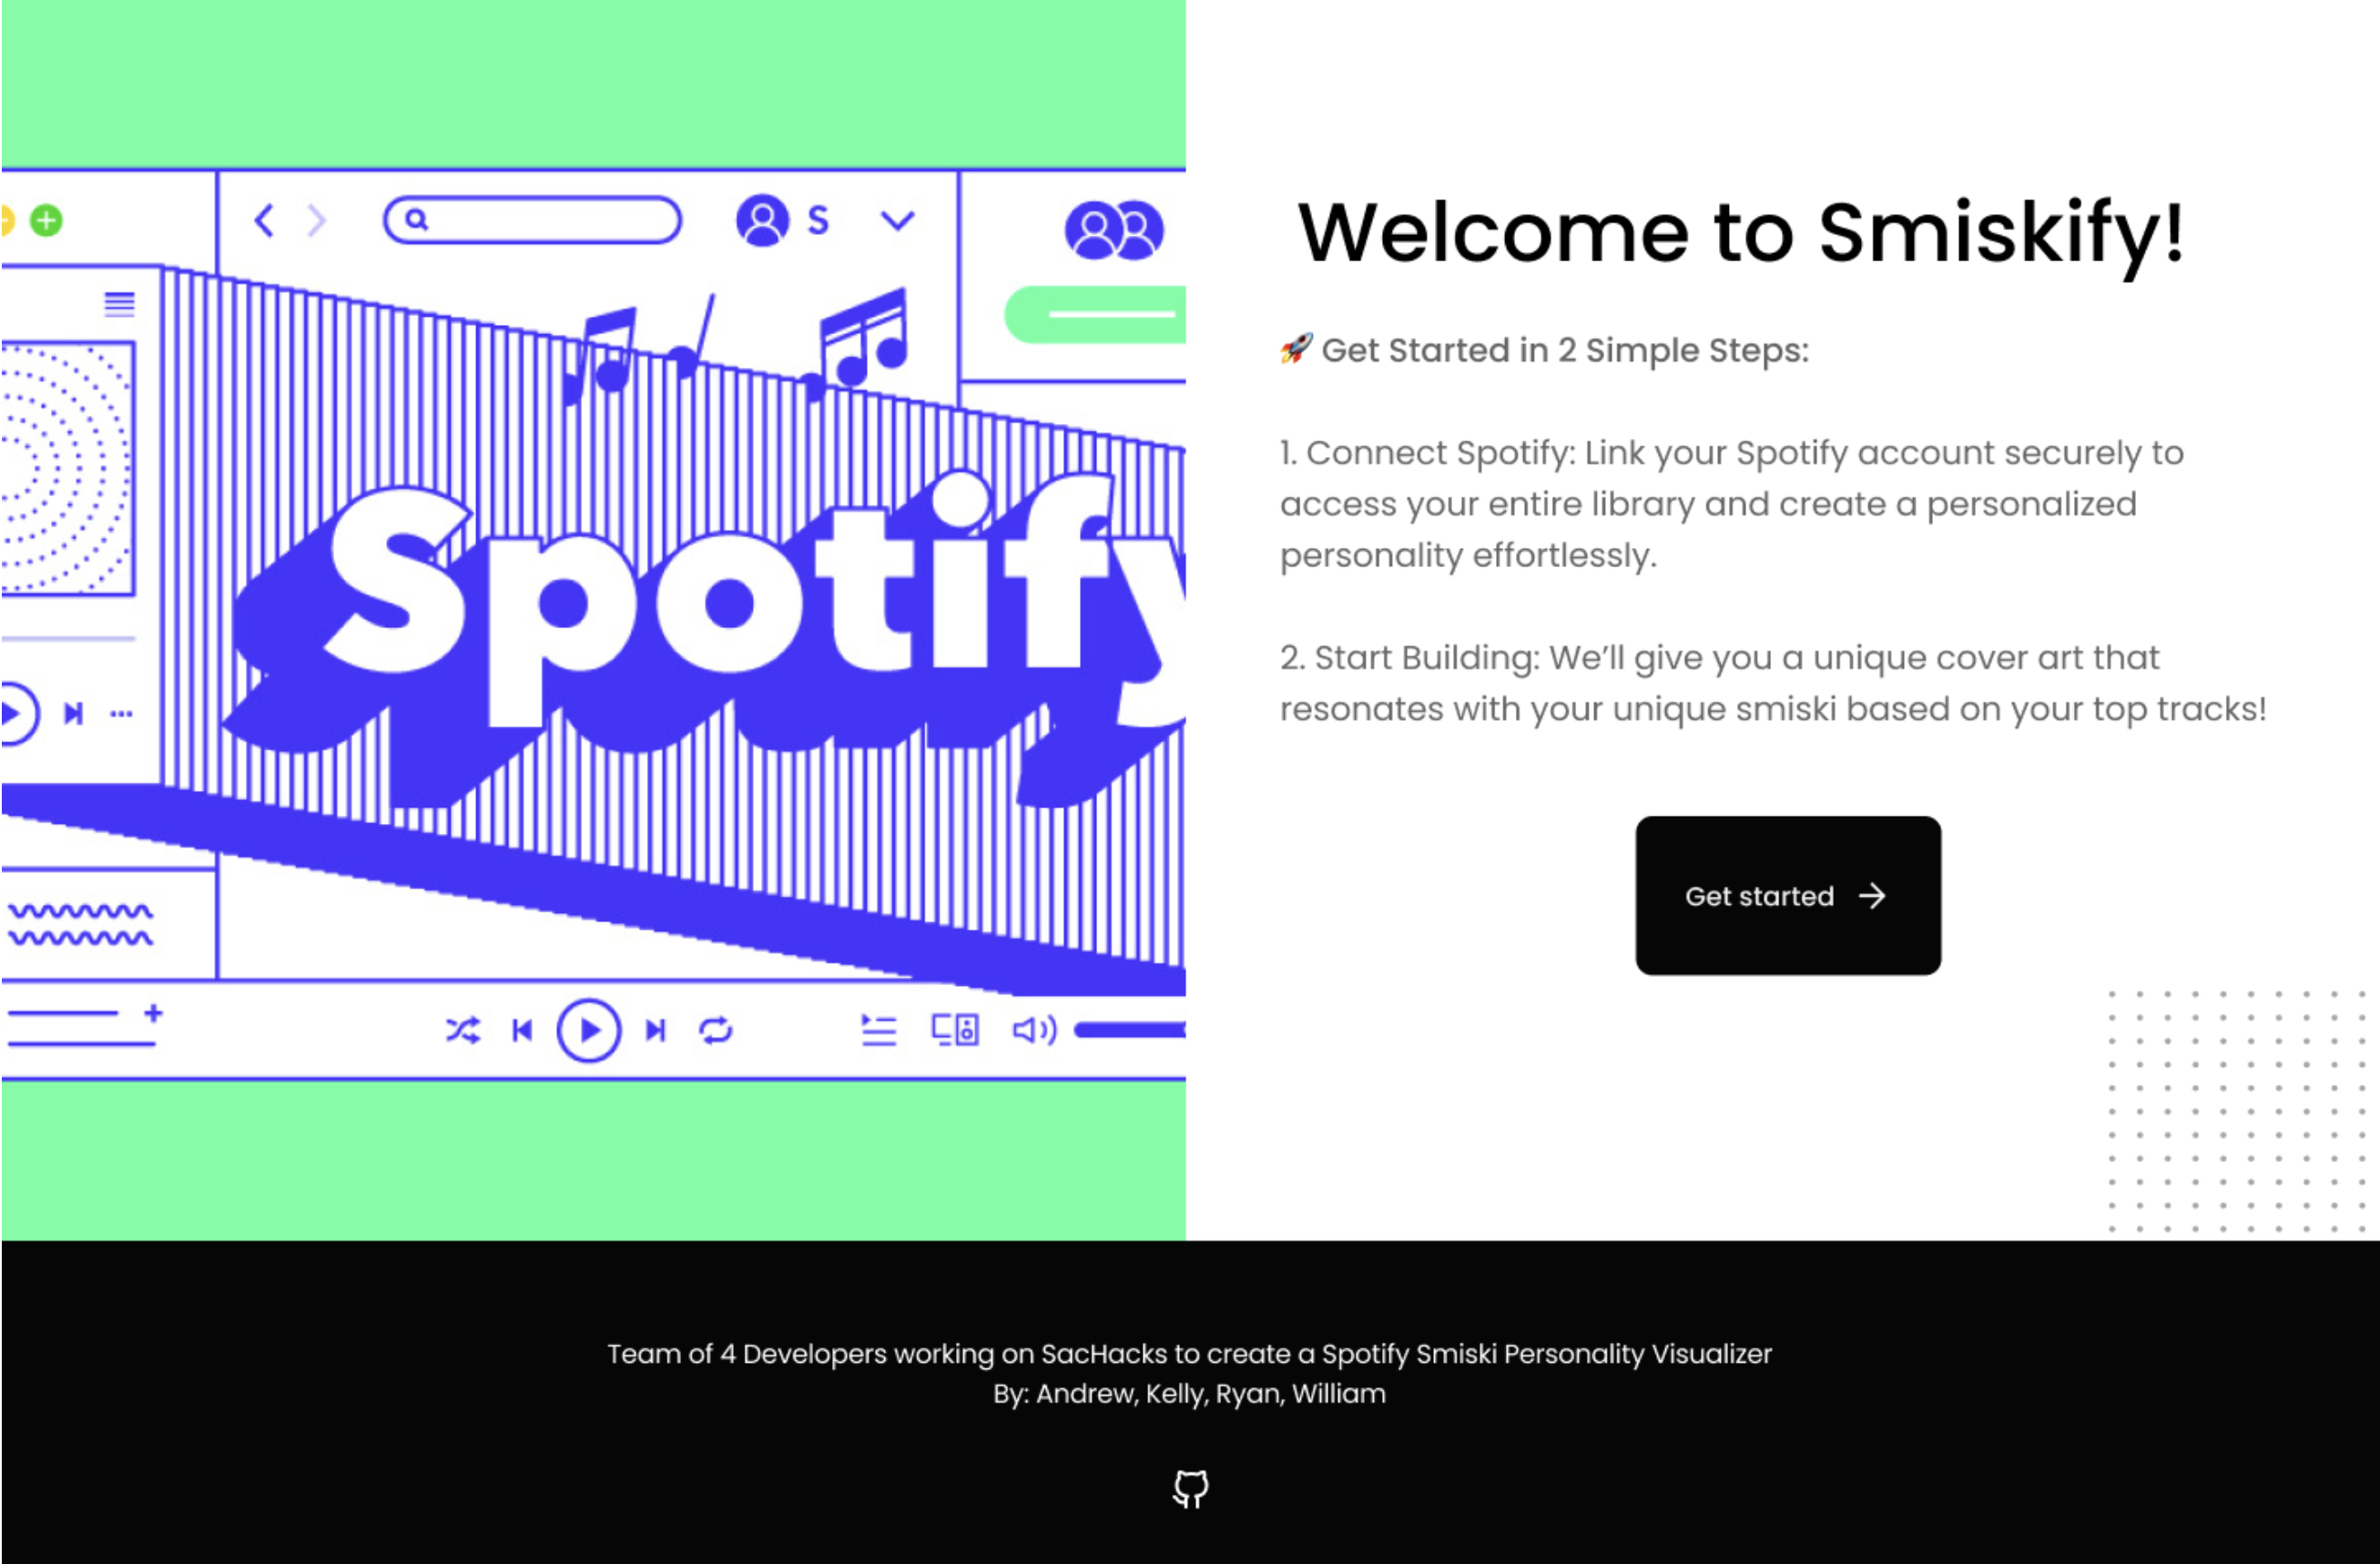 S
Spotify
Welcome to Smiskify!
🚀 Get Started in 2 Simple Steps:
1. Connect Spotify: Link your Spotify account securely to
access your entire library and create a personalized
personality effortlessly.
2. Start Building: We’ll give you a unique cover art that
resonates with your unique smiski based on your top tracks!
Get started →
Team of 4 Developers working on SacHacks to create a Spotify Smiski Personality Visualizer
By: Andrew, Kelly, Ryan, William